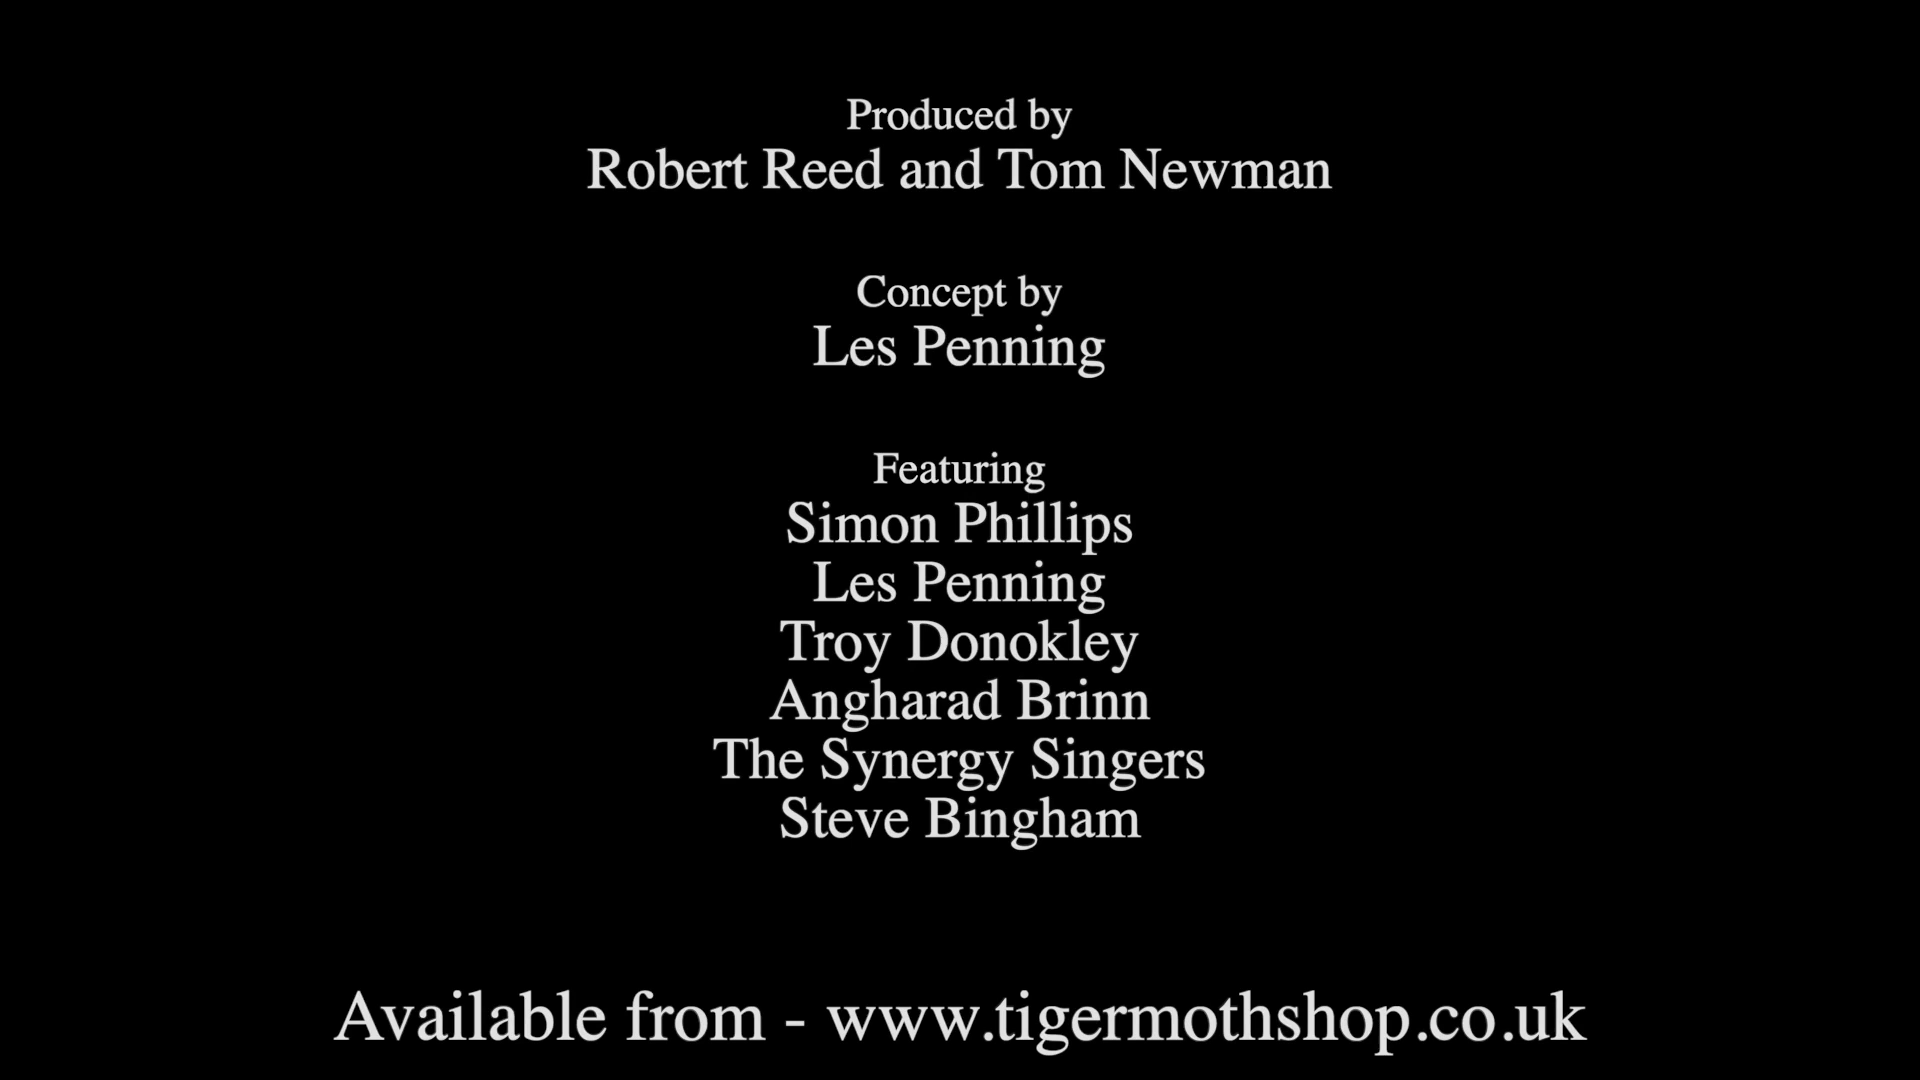 Produced by
Robert Reed and Tom Newman
Concept by
Les Penning
Featuring
Simon Phillips
Les Penning
Troy Donokley
Angharad Brinn
The Synergy Singers
Steve Bingham
Available from - www.tigermothshop.co.uk